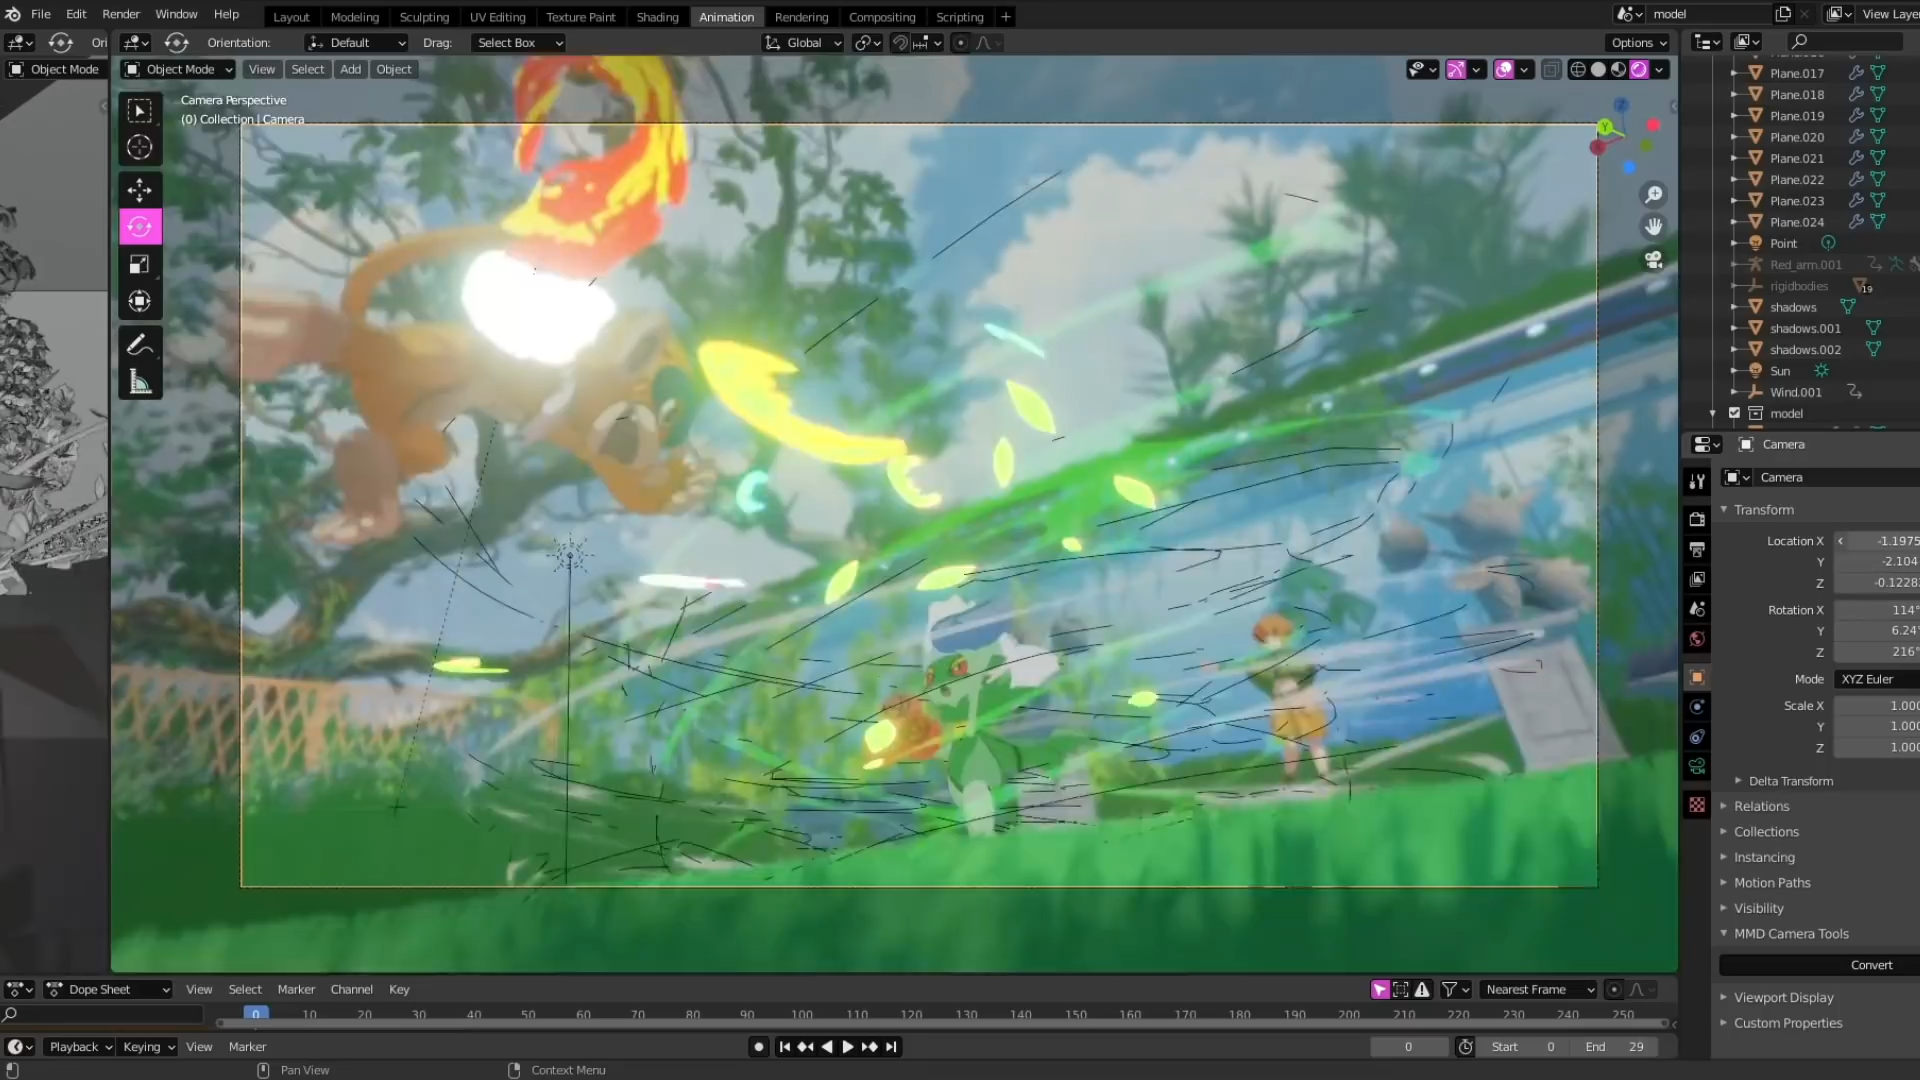 File Edit Render Window Help Layout Modeling Sculpting UV Editing Texture Paint Shading Animation Rendering Compositing Scripting + model View Layer
Ori Orientation: Default Drag: Select Box Global Options
Object Mode Object Mode View Select Add Object
Camera Perspective
(0) Collection | Camera
Plane.017
Plane.018
Plane.019
Plane.020
Plane.021
Plane.022
Plane.023
Plane.024
Point
Red_arm.001
rigidbodies 19
shadows
shadows.001
shadows.002
Sun
Wind.001
model
Camera
Camera
Transform
Location X -1.1975
Y -2.104
Z -0.1228
Rotation X 114°
Y 6.24°
Z 216°
Mode XYZ Euler
Scale X 1.000
Y 1.000
Z 1.000
Delta Transform
Relations
Collections
Instancing
Motion Paths
Visibility
MMD Camera Tools
Convert
Viewport Display
Custom Properties
Dope Sheet View Select Marker Channel Key Nearest Frame
0 10 20 30 40 50 60 70 80 90 100 110 120 130 140 150 160 170 180 190 200 210 220 230 240 250
Playback Keying View Marker 0 Start 0 End 29
Pan View Context Menu